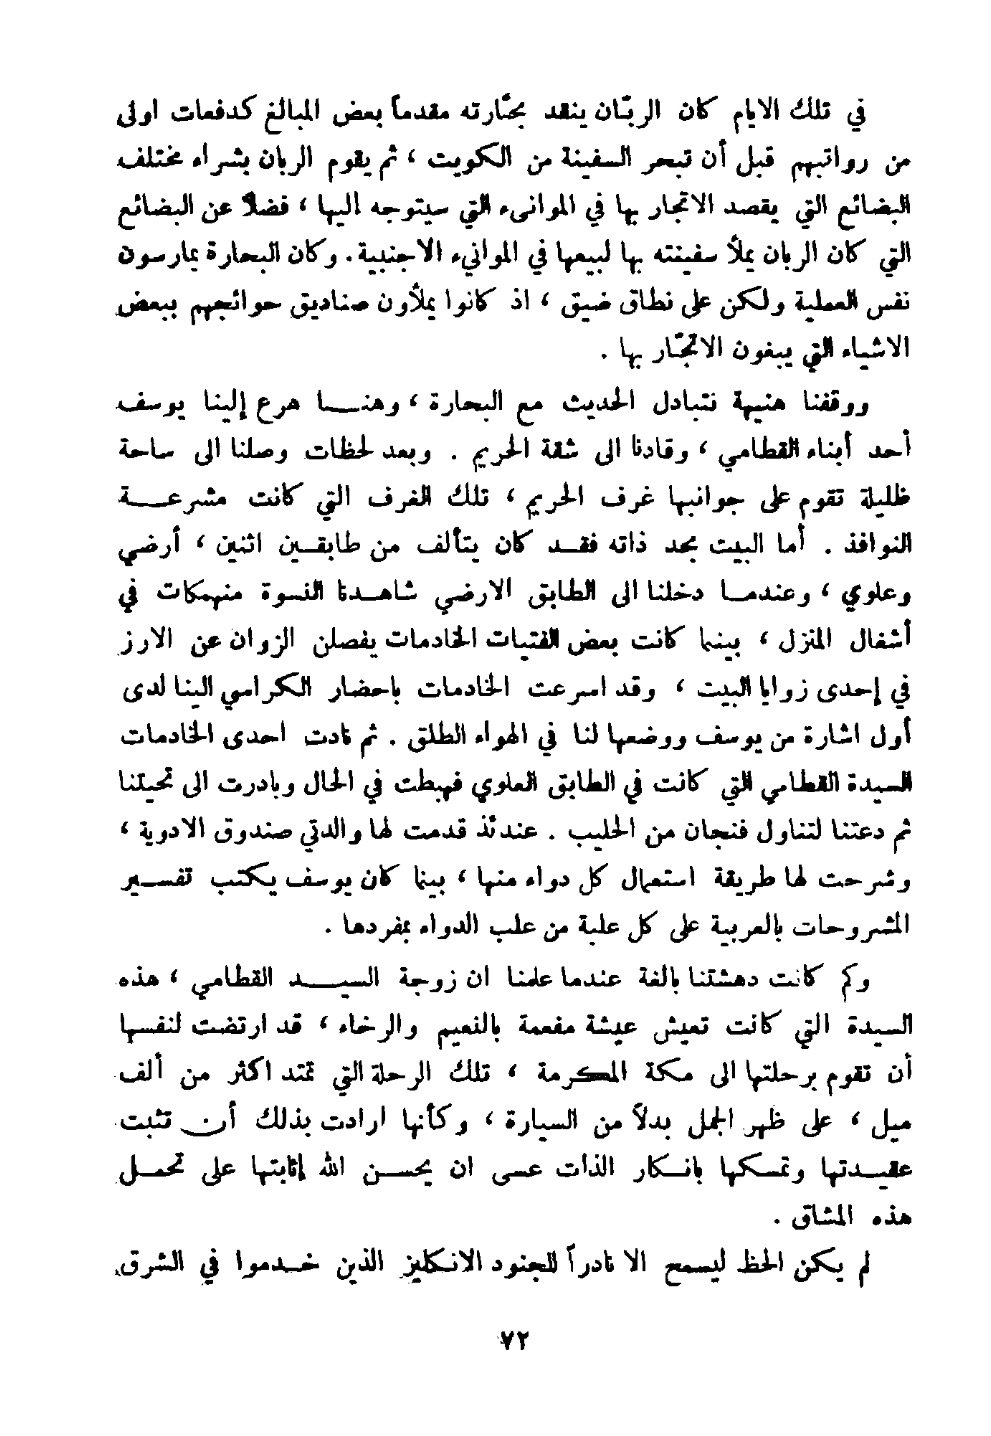 في تلك الايام كان الربّان ينقد بحّارته مقدماً بعض المبالغ كدفعات اولى
من رواتبهم قبل أن تبحر السفينة من الكويت ، ثم يقوم الربان بشراء مختلف
البضائع التي يقصد الاتجار بها في الموانىء التي سيتوجه اليها ، فضلاً عن البضائع
التي كان الربان يملأ سفينته بها لبيعها في الموانيء الاجنبية . وكان البحارة يمارسون
نفس العملية ولكن على نطاق ضيق ، اذ كانوا يملأون صناديق حوائجهم ببعض
الاشياء التي يبغون الاتجّار بها .
ووقفنا هنيهة نتبادل الحديث مع البحارة ، وهنا هرع إلينا يوسف
أحد أبناء القطامي ، وقادنا الى شقة الحريم . وبعد لحظات وصلنا الى ساحة
ظليلة تقوم على جوانبها غرف الحريم ، تلك الغرف التي كانت مشرعة
النوافذ . أما البيت بحد ذاته فقد كان يتألف من طابقين اثنين ، أرضي
وعلوي ، وعندما دخلنا الى الطابق الارضي شاهدنا النسوة منهمكات في
أشغال المنزل ، بينما كانت بعض الفتيات الخادمات يفصلن الزوان عن الارز
في إحدى زوايا البيت ، وقد اسرعت الخادمات باحضار الكراسي الينا لدى
أول اشارة من يوسف ووضعها لنا في الهواء الطلق . ثم نادت احدى الخادمات
السيدة القطامي التي كانت في الطابق العلوي فهبطت في الحال وبادرت الى تحيتنا
ثم دعتنا لتناول فنجان من الحليب . عندئذ قدمت لها والدتي صندوق الادوية ،
وشرحت لها طريقة استعمال كل دواء منها ، بينما كان يوسف يكتب تفسير
المشروحات بالعربية على كل علبة من علب الدواء بمفردها .
وكم كانت دهشتنا بالغة عندما علمنا ان زوجة السيد القطامي ، هذه
السيدة التي كانت تعيش عيشة مفعمة بالنعيم والرخاء ، قد ارتضت لنفسها
أن تقوم برحلتها الى مكة المكرمة ، تلك الرحلة التي تمتد اكثر من ألف
ميل ، على ظهر الجمل بدلاً من السيارة ، وكأنها ارادت بذلك أن تثبت
عقيدتها وتمسكها بانكار الذات عسى ان يحسن الله إثابتها على تحمل
هذه المشاق .
لم يكن الحظ ليسمح الا نادراً للجنود الانكليز الذين خدموا في الشرق
٧٢